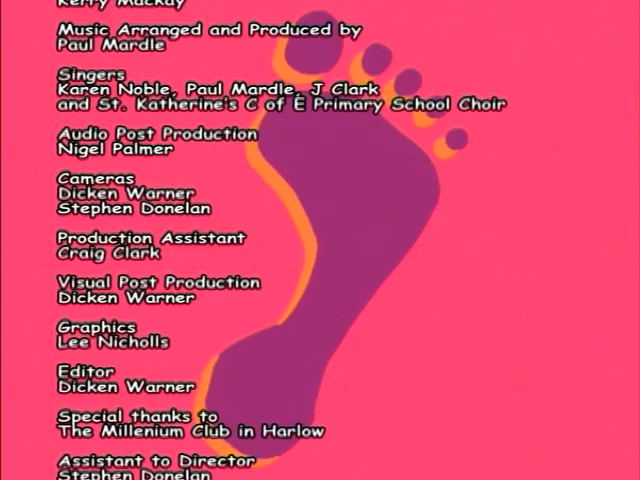 Kerry Mackay
Music Arranged and Produced by
Paul Mardle
Singers
Karen Noble, Paul Mardle, J Clark
and St. Katherine's C of E Primary School Choir
Audio Post Production
Nigel Palmer
Cameras
Dicken Warner
Stephen Donelan
Production Assistant
Craig Clark
Visual Post Production
Dicken Warner
Graphics
Lee Nicholls
Editor
Dicken Warner
Special thanks to
The Millenium Club in Harlow
Assistant to Director
Stephen Donelan